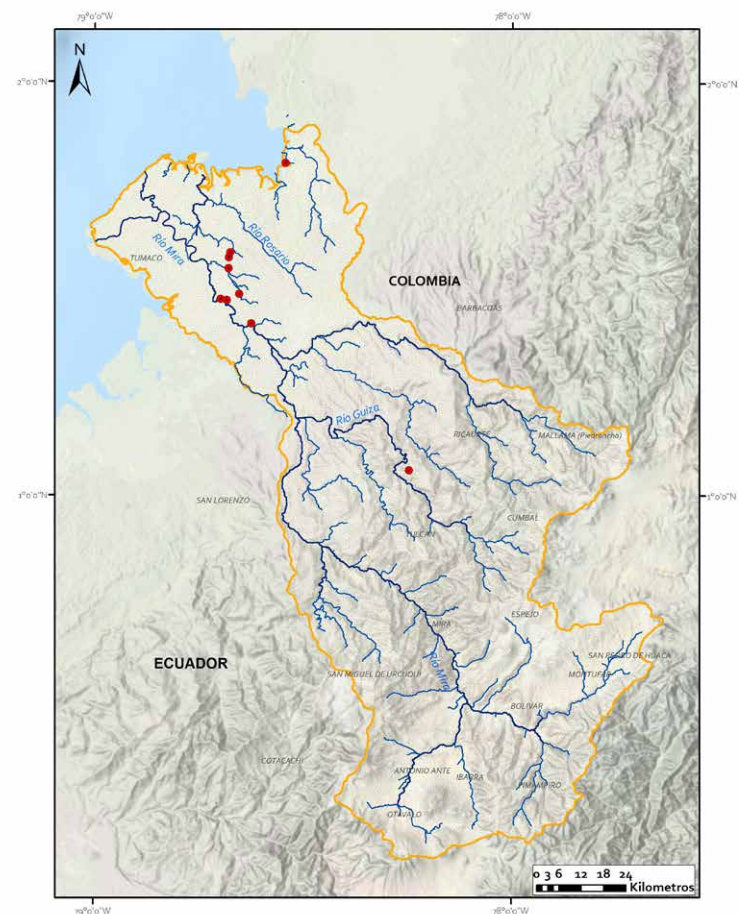 79°0'0"W
78°0'0"W
N
2°0'0"N
2°0'0"N
Río Rosario
Río Mira
TUMACO
COLOMBIA
BARBACOAS
Río Guiza
RICAURTE
MALLAMA (Piedrancha)
1°0'0"N
SAN LORENZO
1°0'0"N
CUMBAL
TULCAN
ESPEJO
MIRA
SAN PEDRO DE HUACA
ECUADOR
Río Mira
SAN MIGUEL DE URCUQUI
MONTUFAR
BOLIVAR
COTACACHI
ANTONIO ANTE
IBARRA
PIMAMPIRO
OTAVALO
0 3 6 12 18 24
Kilometros
79°0'0"W
78°0'0"W